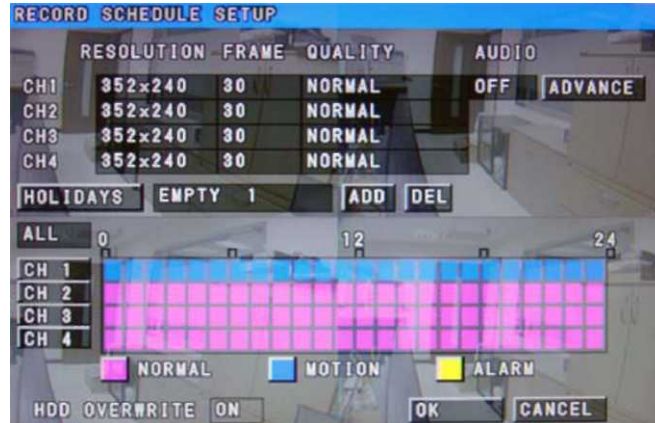 RECORD SCHEDULE SETUP
RESOLUTION FRAME QUALITY AUDIO
CH1 352x240 30 NORMAL OFF ADVANCE
CH2 352x240 30 NORMAL
CH3 352x240 30 NORMAL
CH4 352x240 30 NORMAL
HOLIDAYS EMPTY 1 ADD DEL
ALL 0 12 24
CH 1
CH 2
CH 3
CH 4
NORMAL MOTION ALARM
HDD OVERWRITE ON OK CANCEL